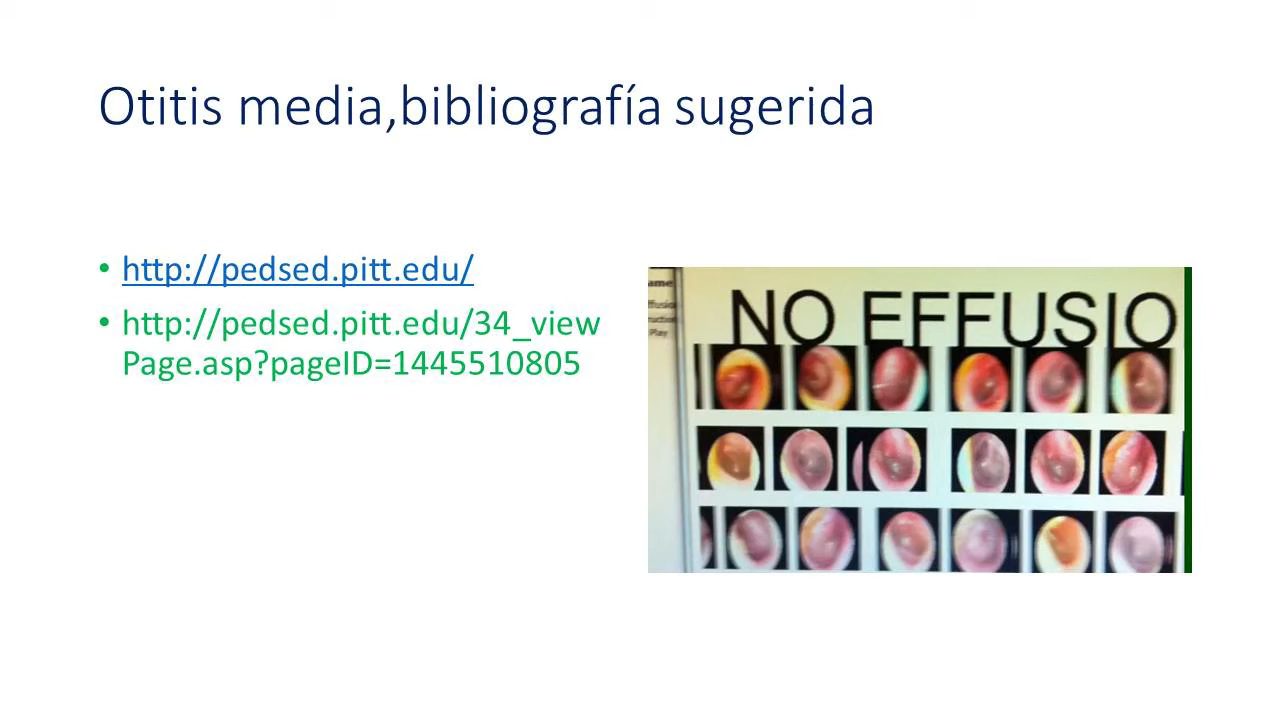 Otitis media,bibliografía sugerida
• http://pedsed.pitt.edu/
• http://pedsed.pitt.edu/34_view
Page.asp?pageID=1445510805
NO EFFUSIO
Play